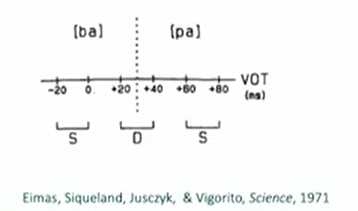 [ba] [pa]
-20 0. +20 +40 +60 +80 VOT
(ms)
S D S
Eimas, Siqueland, Jusczyk, & Vigorito, Science, 1971